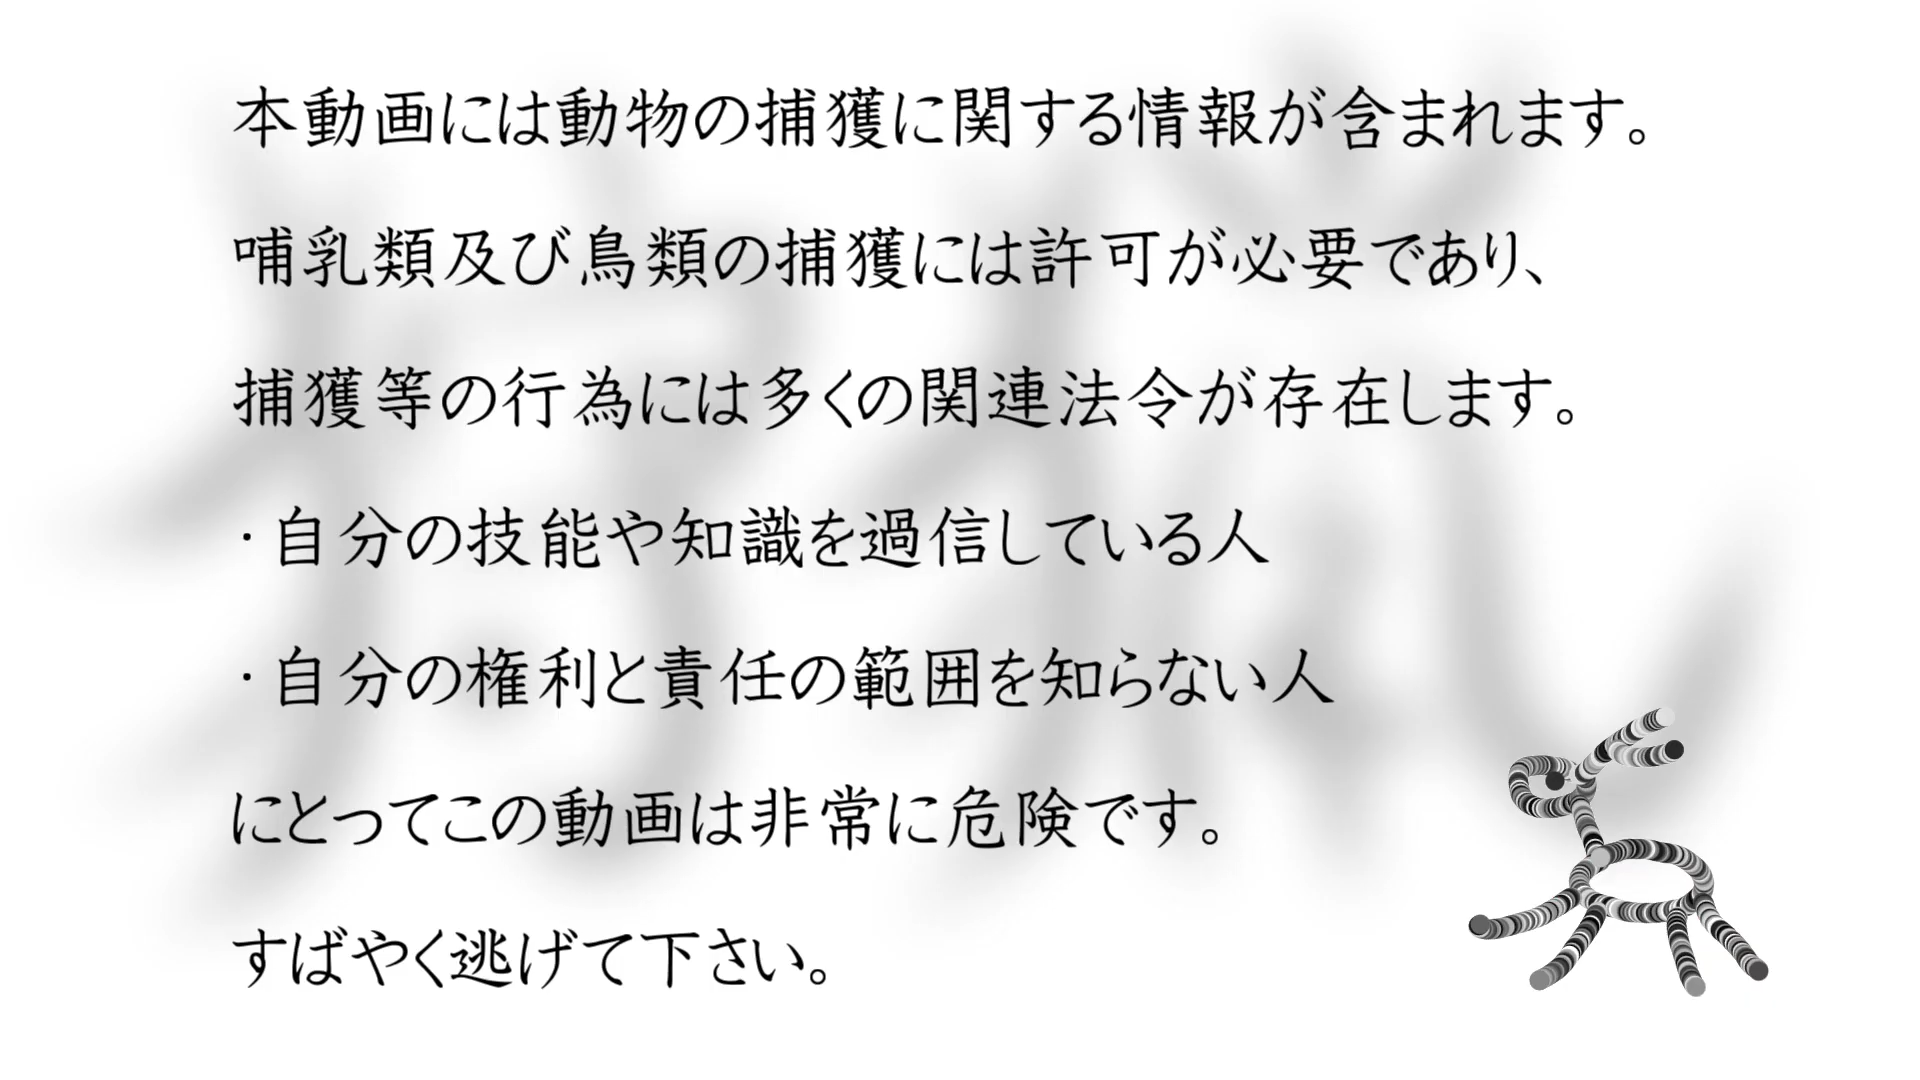 本動画には動物の捕獲に関する情報が含まれます。
哺乳類及び鳥類の捕獲には許可が必要であり、
捕獲等の行為には多くの関連法令が存在します。
・自分の技能や知識を過信している人
・自分の権利と責任の範囲を知らない人
にとってこの動画は非常に危険です。
すばやく逃げて下さい。